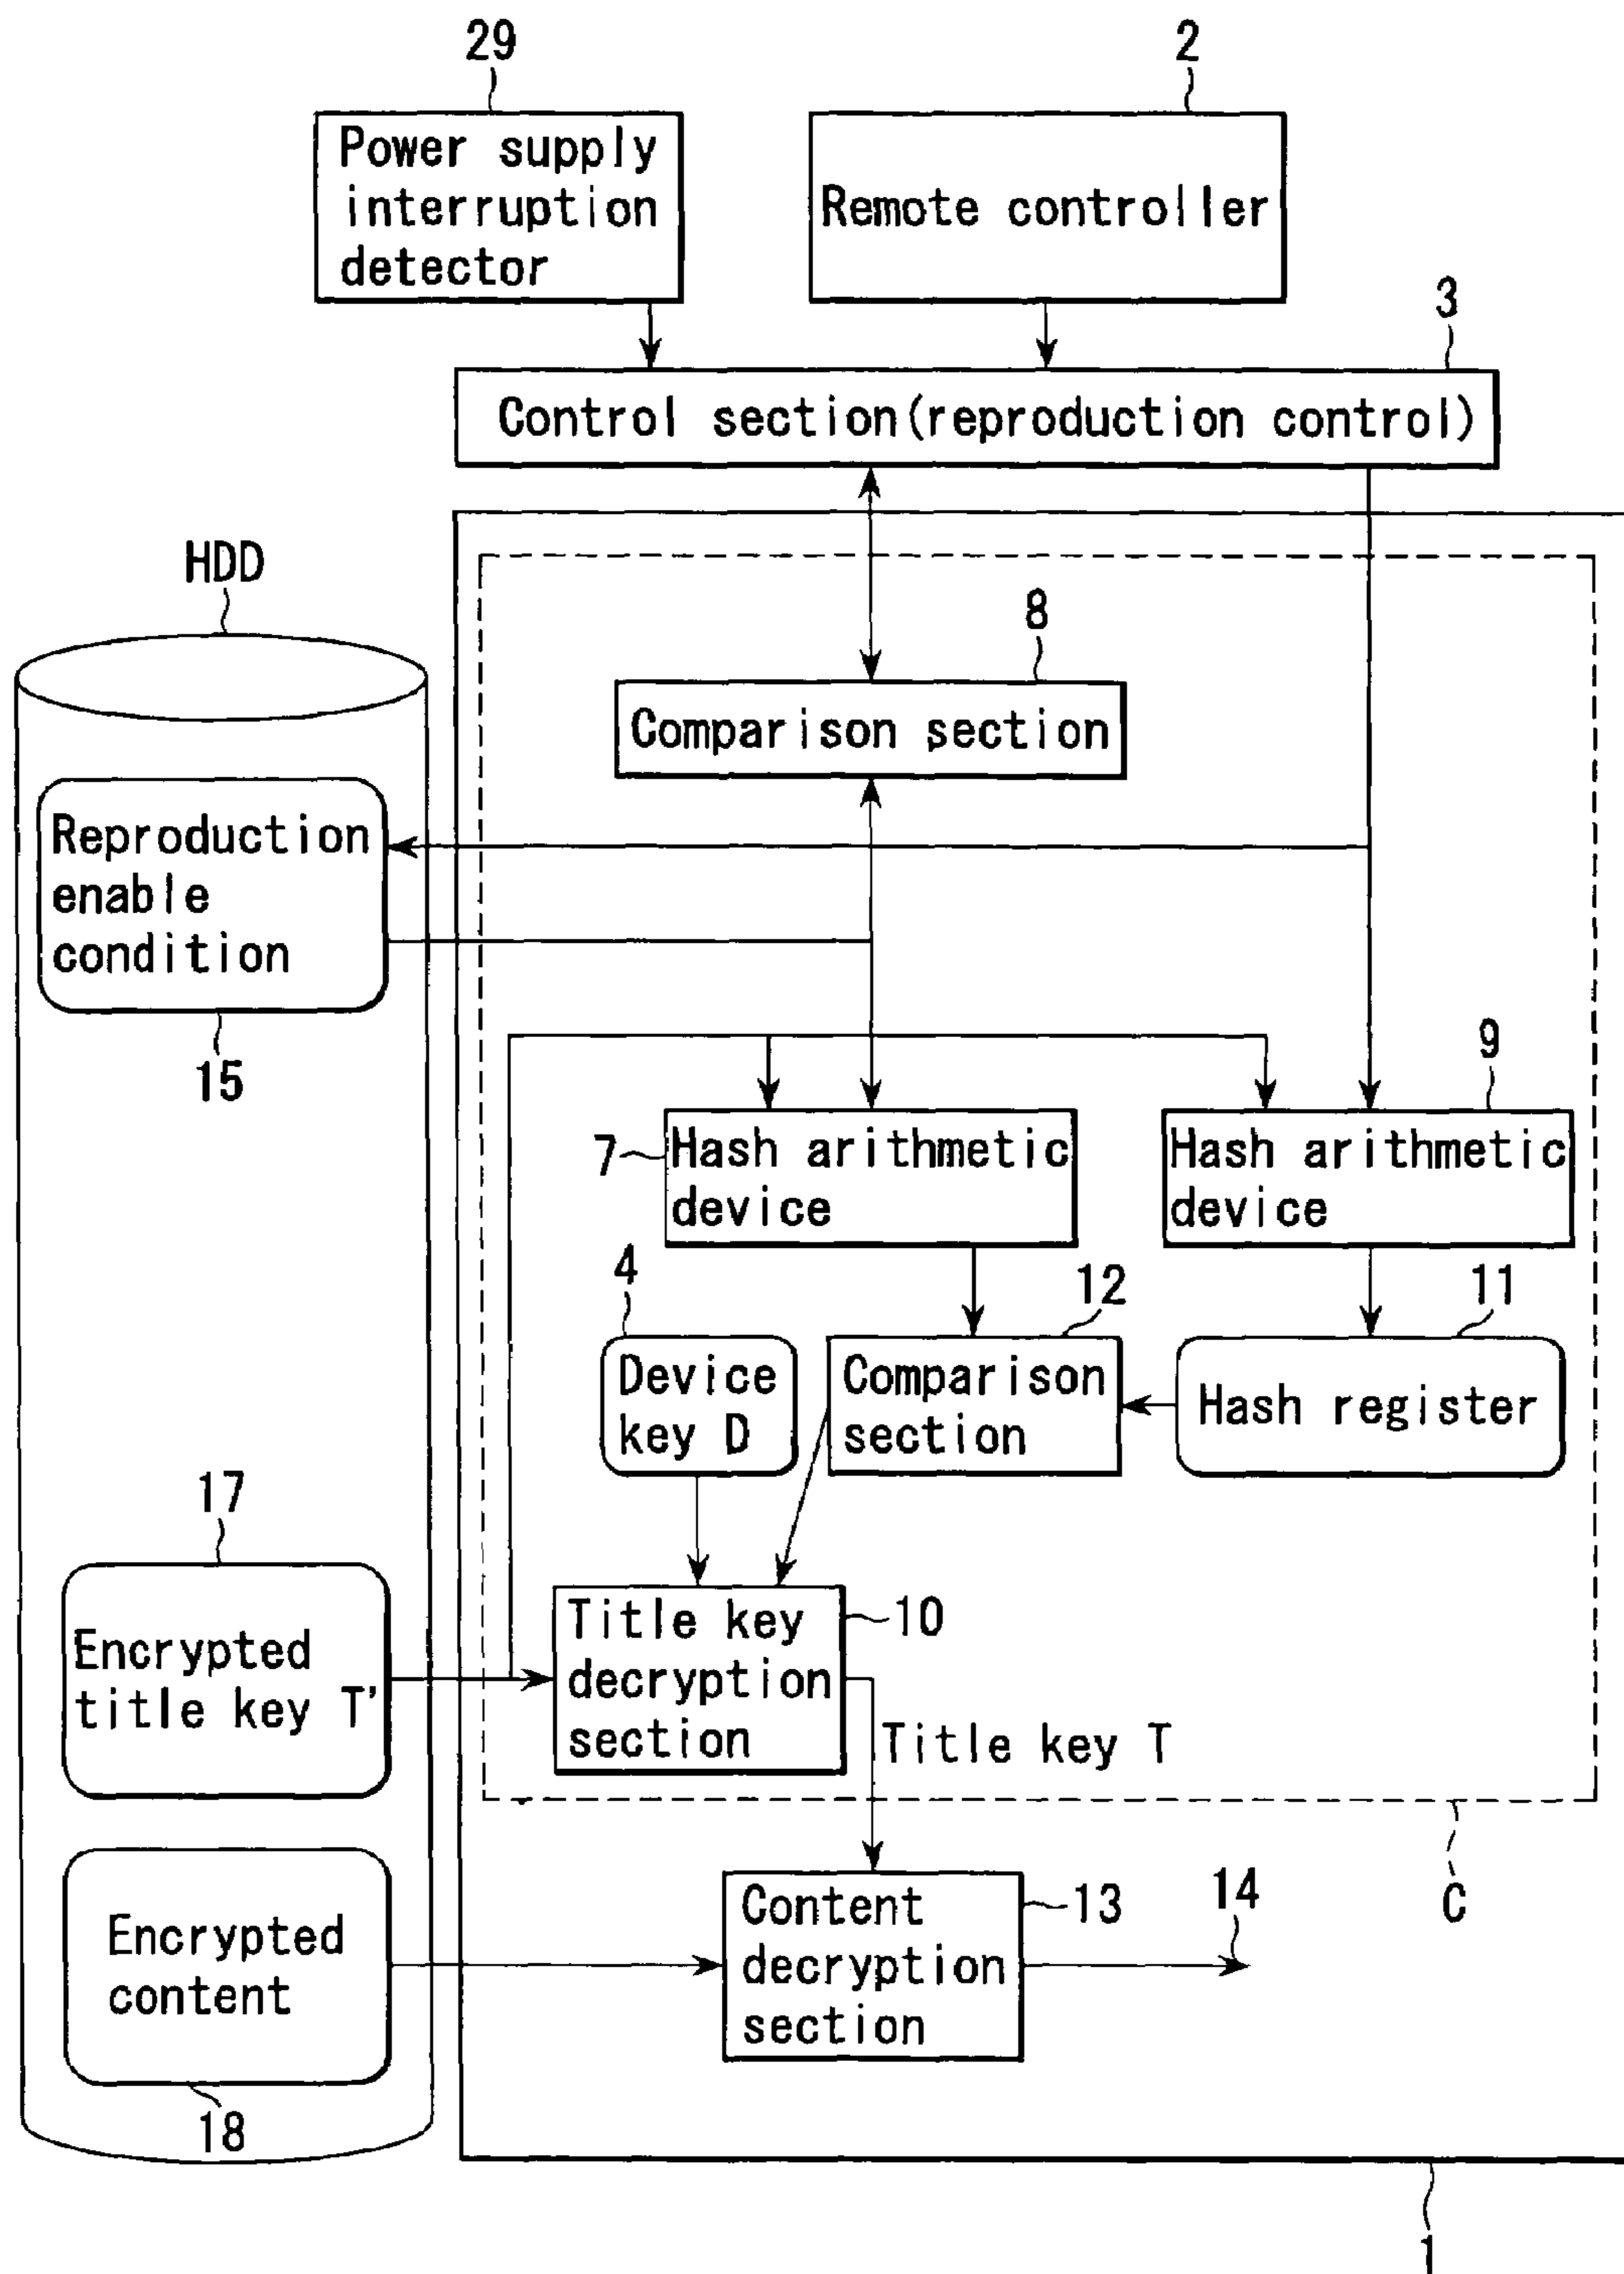 29
2
Power supply
interruption
detector
Remote controller
3
Control section(reproduction control)
HDD
8
Comparison section
Reproduction
enable
condition
15
9
7
Hash arithmetic
device
Hash arithmetic
device
4
12
11
Device
key D
Comparison
section
Hash register
17
Encrypted
title key T'
Title key
decryption
section
10
Title key T
C
Encrypted
content
18
Content
decryption
section
13
14
1